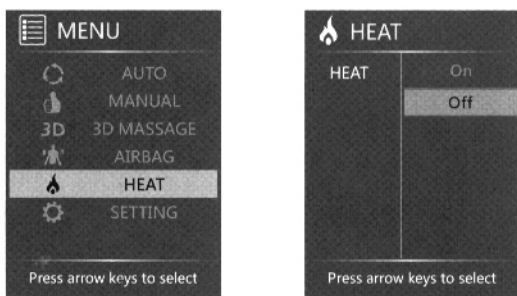 MENU
AUTO
MANUAL
3D 3D MASSAGE
AIRBAG
HEAT
SETTING
Press arrow keys to select
HEAT
HEAT On
Off
Press arrow keys to select